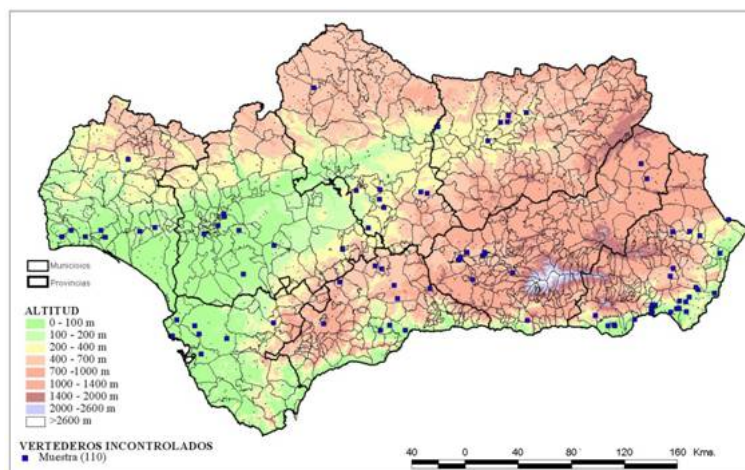 Municipios
Provincias
ALTITUD
0 - 100 m
100 - 200 m
200 - 400 m
400 - 700 m
700 -1000 m
1000 - 1400 m
1400 - 2000 m
2000 -2600 m
>2600 m
VERTEDEROS INCONTROLADOS
Muestra (110)
40 0 40 80 120 160 Kms.